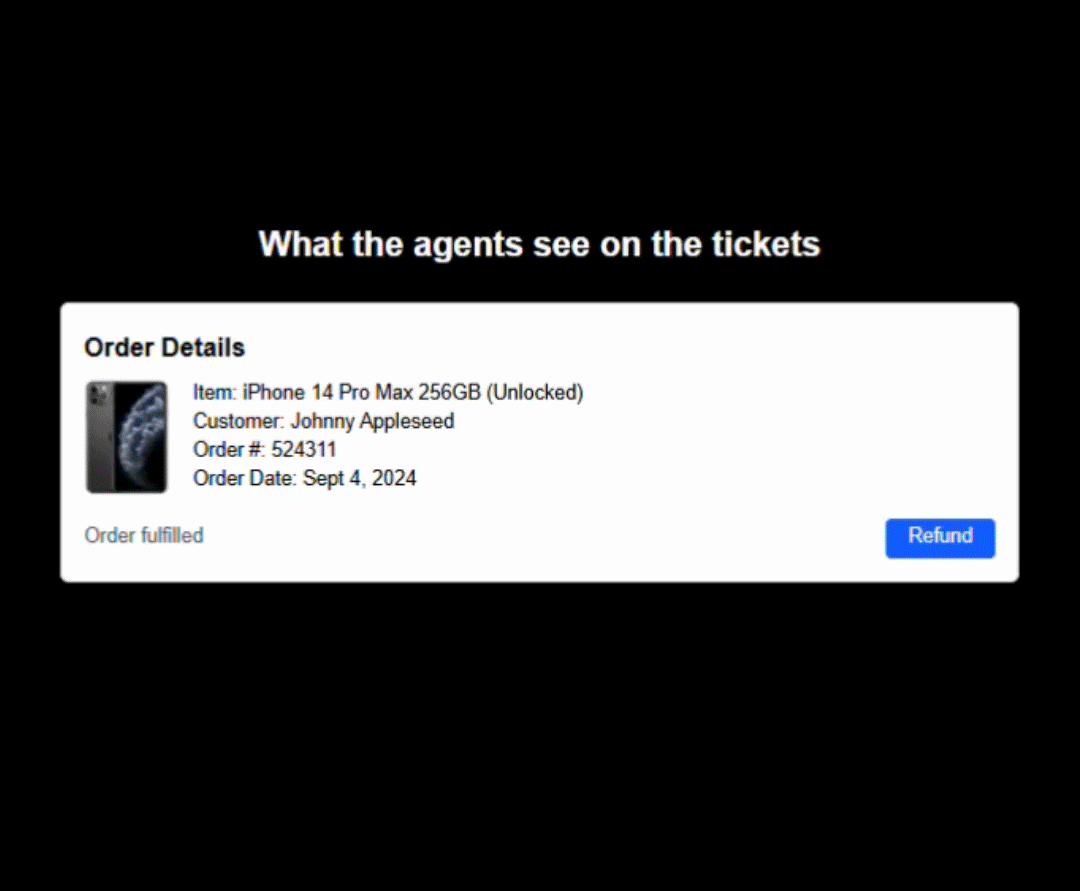 What the agents see on the tickets
Order Details
Item: iPhone 14 Pro Max 256GB (Unlocked)
Customer: Johnny Appleseed
Order #: 524311
Order Date: Sept 4, 2024
Order fulfilled
Refund